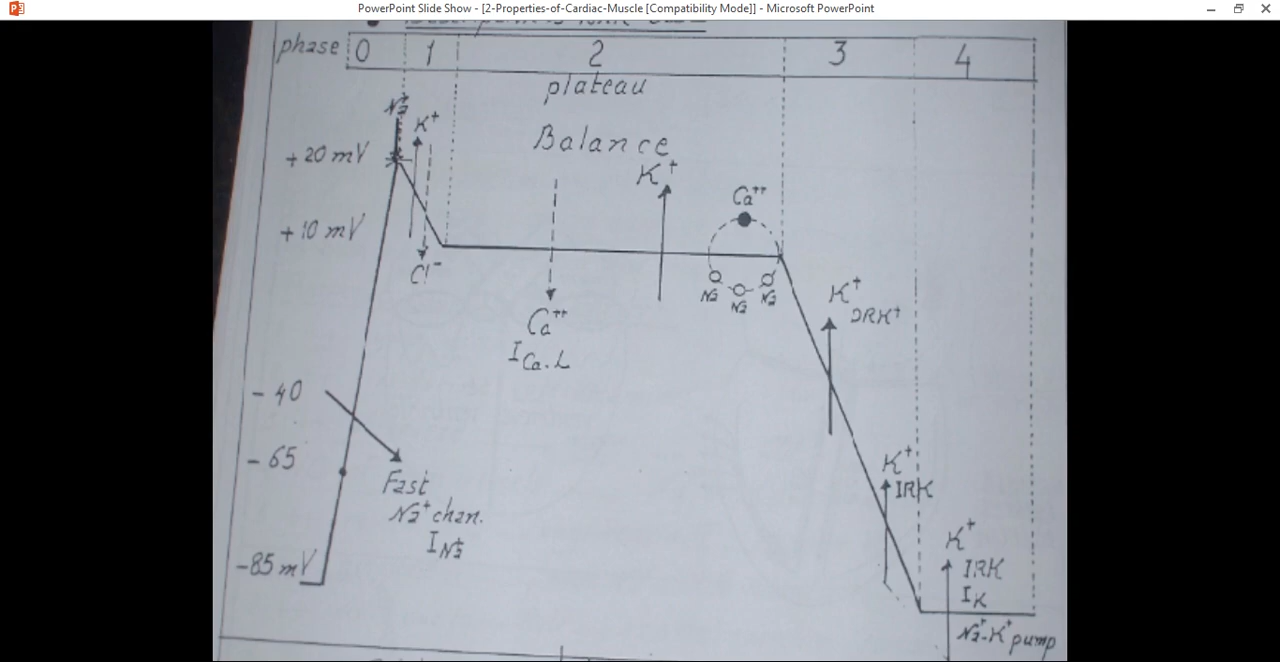 PowerPoint Slide Show - [2-Properties-of-Cardiac-Muscle [Compatibility Mode]] - Microsoft PowerPoint
phase 0 1 2 3 4
plateau
Balance
Na+
K+
+ 20 mV
+ 10 mV
Cl-
Ca++
I Ca.L
K+
Ca++
Na Na Na
K+
DRK+
- 40
- 65
Fast
Na+ chan.
I Na+
K+
IRK
-85 mV
K+
IRK
IK
Na+-K+ pump